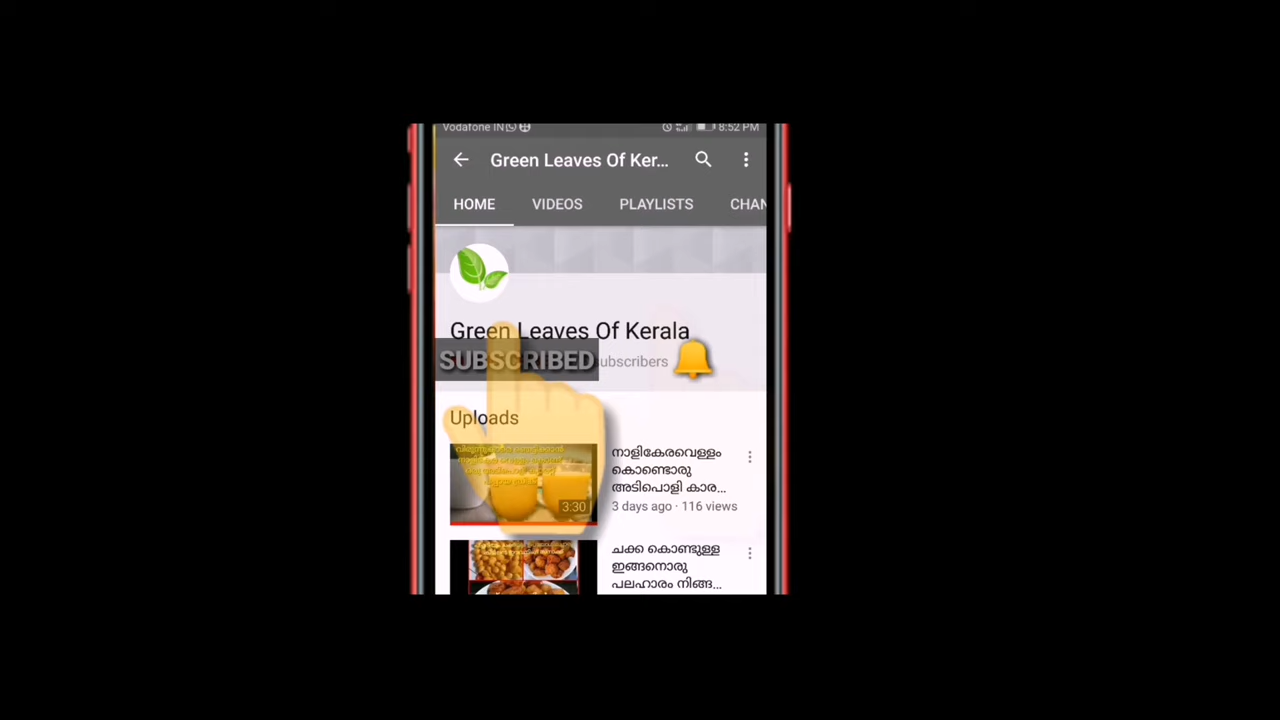 Vodafone IN
8:52 PM
Green Leaves Of Ker...
HOME
VIDEOS
PLAYLISTS
CHAN
Green Leaves Of Kerala
SUBSCRIBED
subscribers
Uploads
3:30
നാളികേരവെള്ളം
കൊണ്ടൊരു
അടിപൊളി കാര...
3 days ago · 116 views
ചക്ക കൊണ്ടുള്ള
ഇങ്ങനൊരു
പലഹാരം നിങ്ങ...